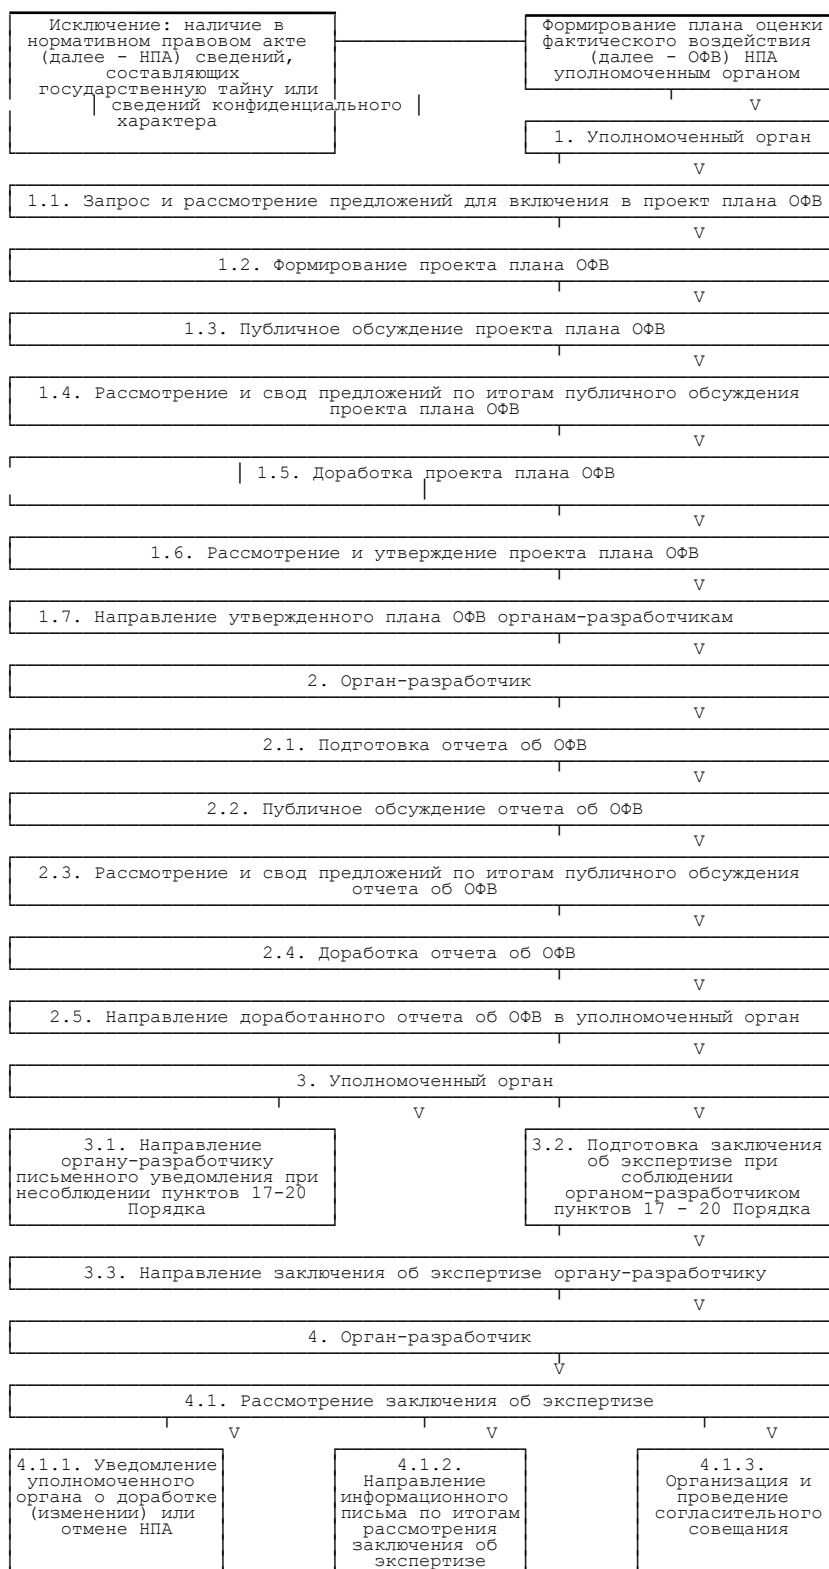 Исключение: наличие в
нормативном правовом акте
(далее - НПА) сведений,
составляющих
государственную тайну или
сведений конфиденциального
характера
Формирование плана оценки
фактического воздействия
(далее - ОФВ) НПА
уполномоченным органом
V
1. Уполномоченный орган
V
1.1. Запрос и рассмотрение предложений для включения в проект плана ОФВ
V
1.2. Формирование проекта плана ОФВ
V
1.3. Публичное обсуждение проекта плана ОФВ
V
1.4. Рассмотрение и свод предложений по итогам публичного обсуждения
проекта плана ОФВ
V
1.5. Доработка проекта плана ОФВ
V
1.6. Рассмотрение и утверждение проекта плана ОФВ
V
1.7. Направление утвержденного плана ОФВ органам-разработчикам
V
2. Орган-разработчик
V
2.1. Подготовка отчета об ОФВ
V
2.2. Публичное обсуждение отчета об ОФВ
V
2.3. Рассмотрение и свод предложений по итогам публичного обсуждения
отчета об ОФВ
V
2.4. Доработка отчета об ОФВ
V
2.5. Направление доработанного отчета об ОФВ в уполномоченный орган
V
3. Уполномоченный орган
V V
3.1. Направление
органу-разработчику
письменного уведомления при
несоблюдении пунктов 17-20
Порядка
3.2. Подготовка заключения
об экспертизе при
соблюдении
органом-разработчиком
пунктов 17 - 20 Порядка
V
3.3. Направление заключения об экспертизе органу-разработчику
V
4. Орган-разработчик
V
4.1. Рассмотрение заключения об экспертизе
V V V
4.1.1. Уведомление
уполномоченного
органа о доработке
(изменении) или
отмене НПА
4.1.2.
Направление
информационного
письма по итогам
рассмотрения
заключения об
экспертизе
4.1.3.
Организация и
проведение
согласительного
совещания